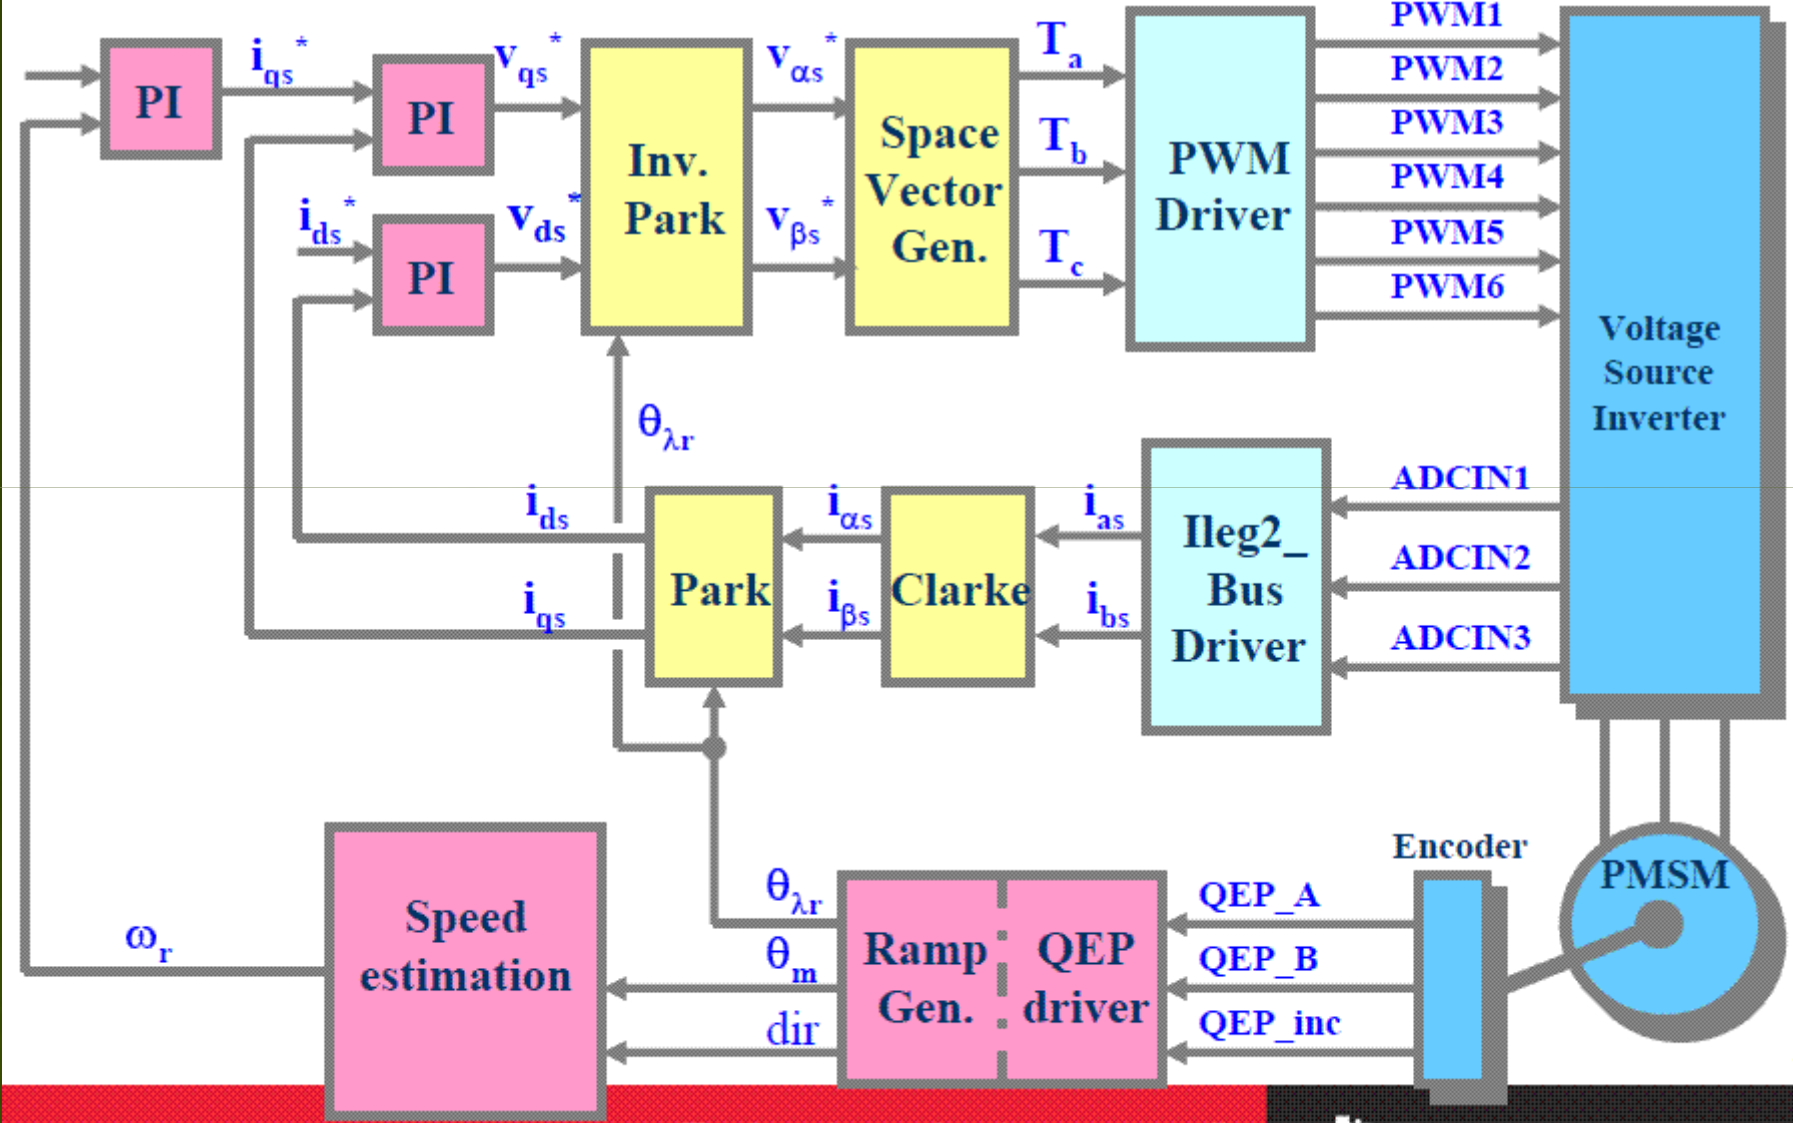 PI
i_qs*
PI
v_qs*
Inv.
Park
v_αs*
Space
Vector
Gen.
T_a
T_b
T_c
PWM
Driver
PWM1
PWM2
PWM3
PWM4
PWM5
PWM6
Voltage
Source
Inverter
i_ds*
PI
v_ds*
v_βs*
θ_λr
i_ds
i_qs
Park
i_αs
i_βs
Clarke
i_as
i_bs
Ileg2_
Bus
Driver
ADCIN1
ADCIN2
ADCIN3
ω_r
Speed
estimation
θ_λr
θ_m
dir
Ramp
Gen.
QEP
driver
QEP_A
QEP_B
QEP_inc
Encoder
PMSM